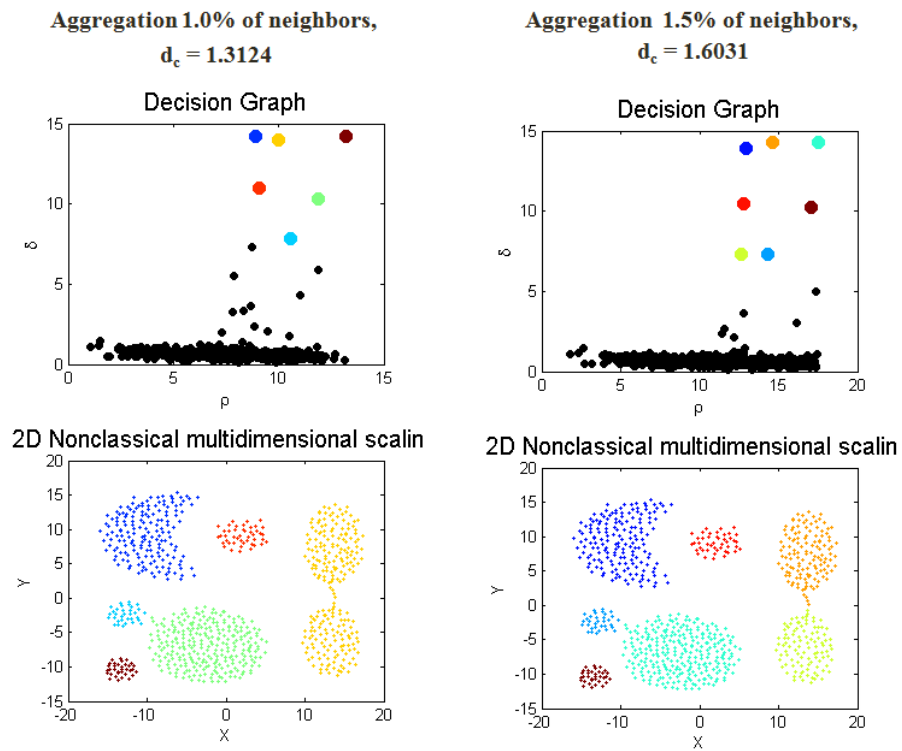 Aggregation 1.0% of neighbors,
d_c = 1.3124
Decision Graph
15
10
5
0
δ
0 5 10 15
ρ
2D Nonclassical multidimensional scalin
20
15
10
5
0
-5
-10
-15
Y
-20 -10 0 10 20
X
Aggregation 1.5% of neighbors,
d_c = 1.6031
Decision Graph
15
10
5
0
δ
0 5 10 15 20
ρ
2D Nonclassical multidimensional scalin
20
15
10
5
0
-5
-10
-15
Y
-20 -10 0 10 20
X